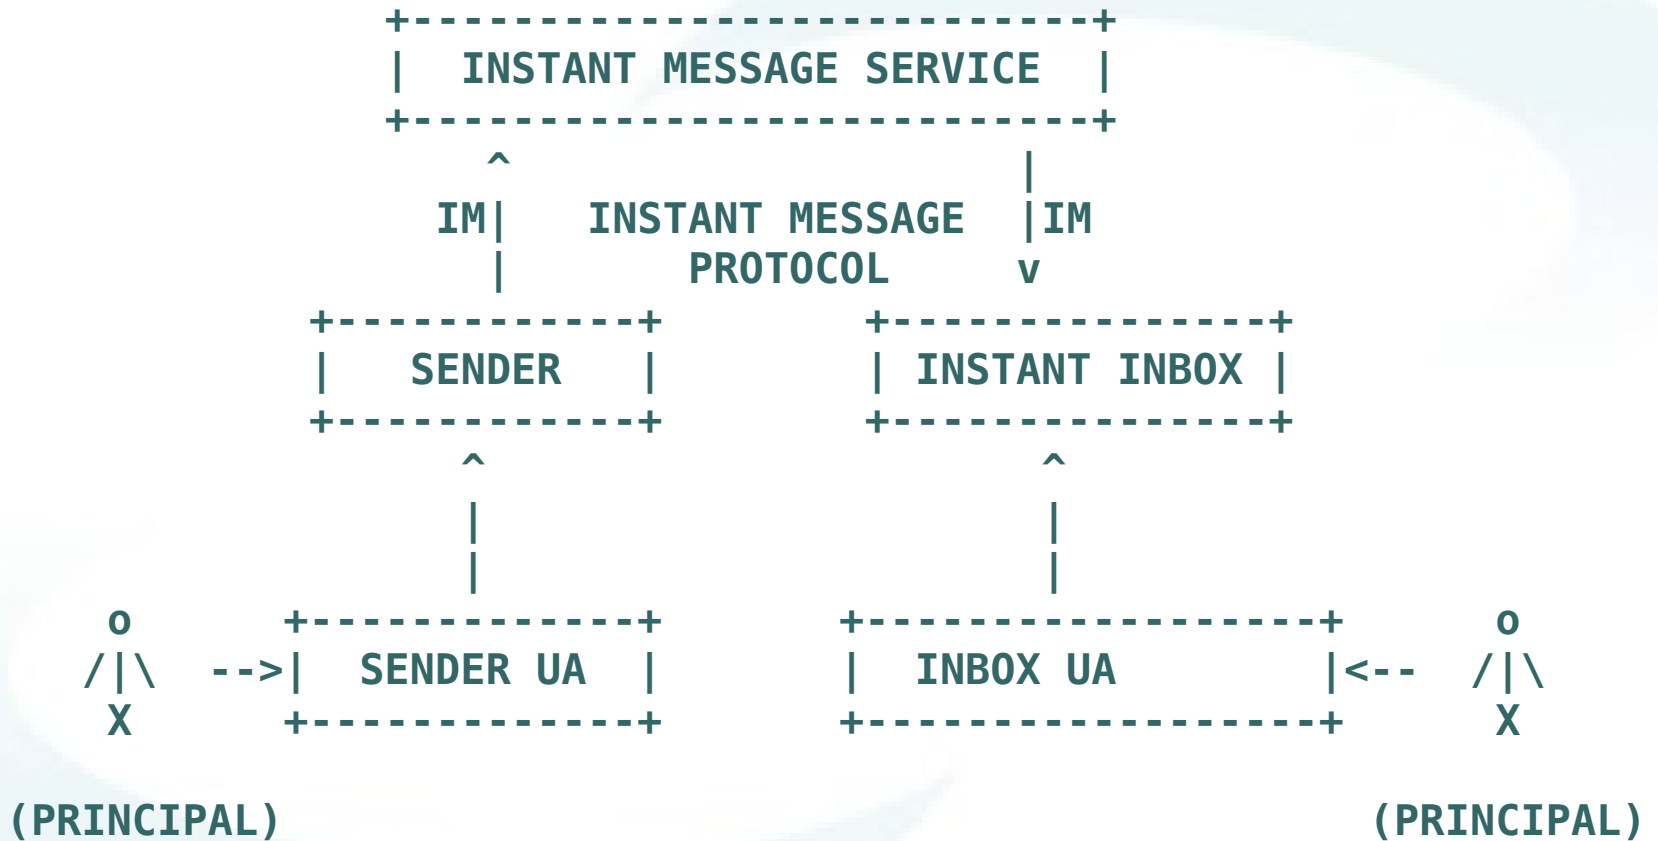 +---------------------------+
|  INSTANT MESSAGE SERVICE  |
+---------------------------+
^                    |
IM|   INSTANT MESSAGE  |IM
|       PROTOCOL     v
+------------+        +---------------+
|   SENDER   |        | INSTANT INBOX |
+------------+        +---------------+
^                      ^
|                      |
|                      |
o      +-------------+       +------------------+      o
/|\  -->|  SENDER UA  |       |  INBOX UA        |<--  /|\
X      +-------------+       +------------------+      X
(PRINCIPAL)                                           (PRINCIPAL)